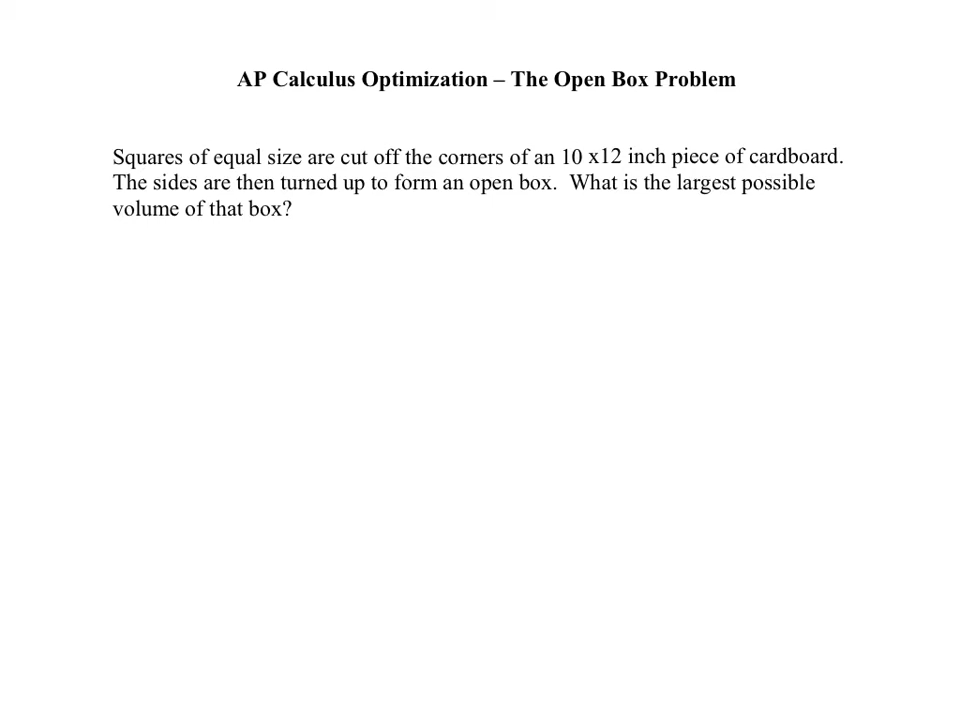 AP Calculus Optimization – The Open Box Problem
Squares of equal size are cut off the corners of an 10 x12 inch piece of cardboard.
The sides are then turned up to form an open box.  What is the largest possible
volume of that box?